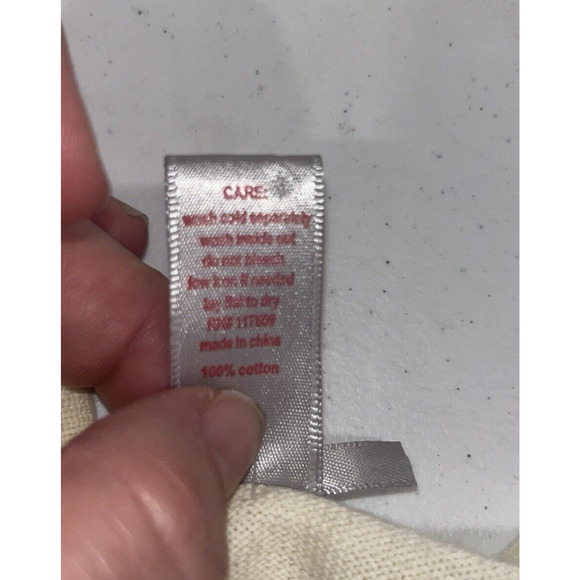 CARE:
wash cold separately
wash inside out
do not bleach
low iron if needed
lay flat to dry
RN# 117609
made in china
100% cotton